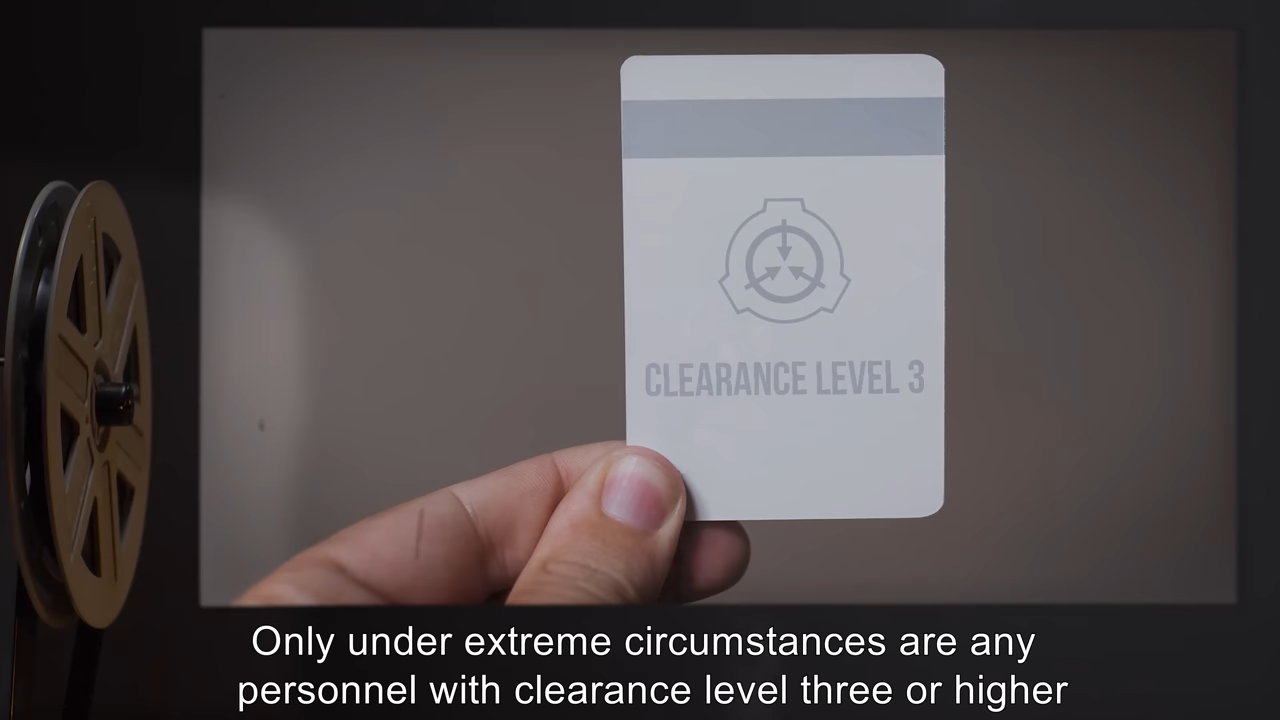 CLEARANCE LEVEL 3
Only under extreme circumstances are any
personnel with clearance level three or higher